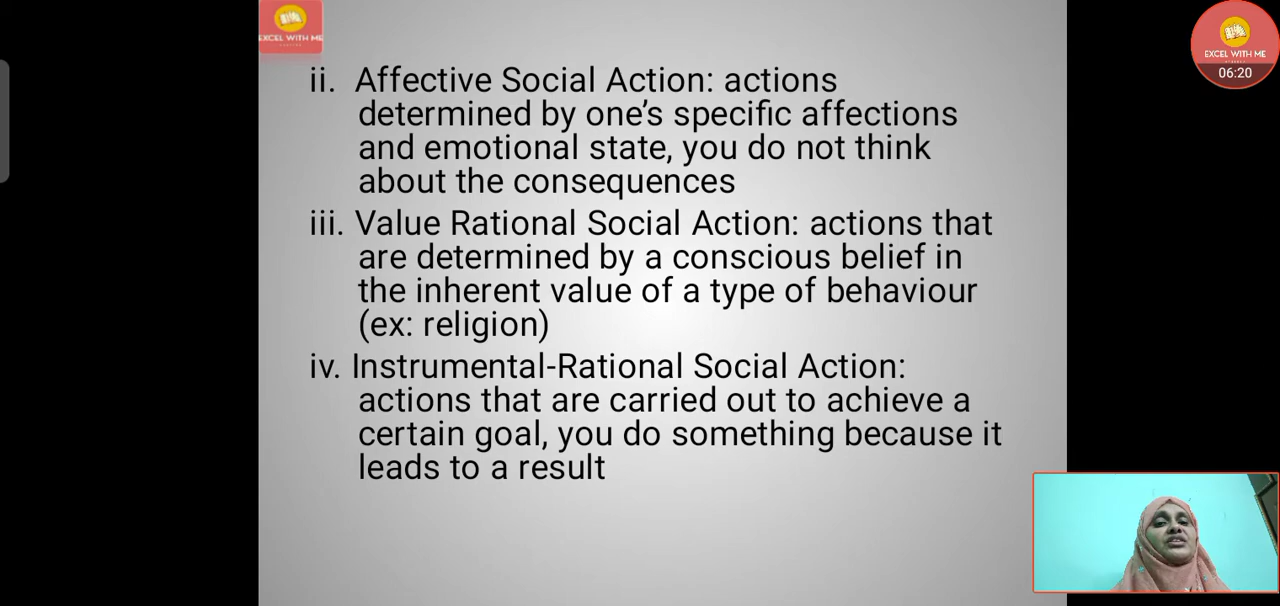 EXCEL WITH ME
EXCEL WITH ME
06:20
ii. Affective Social Action: actions
determined by one’s specific affections
and emotional state, you do not think
about the consequences
iii. Value Rational Social Action: actions that
are determined by a conscious belief in
the inherent value of a type of behaviour
(ex: religion)
iv. Instrumental-Rational Social Action:
actions that are carried out to achieve a
certain goal, you do something because it
leads to a result